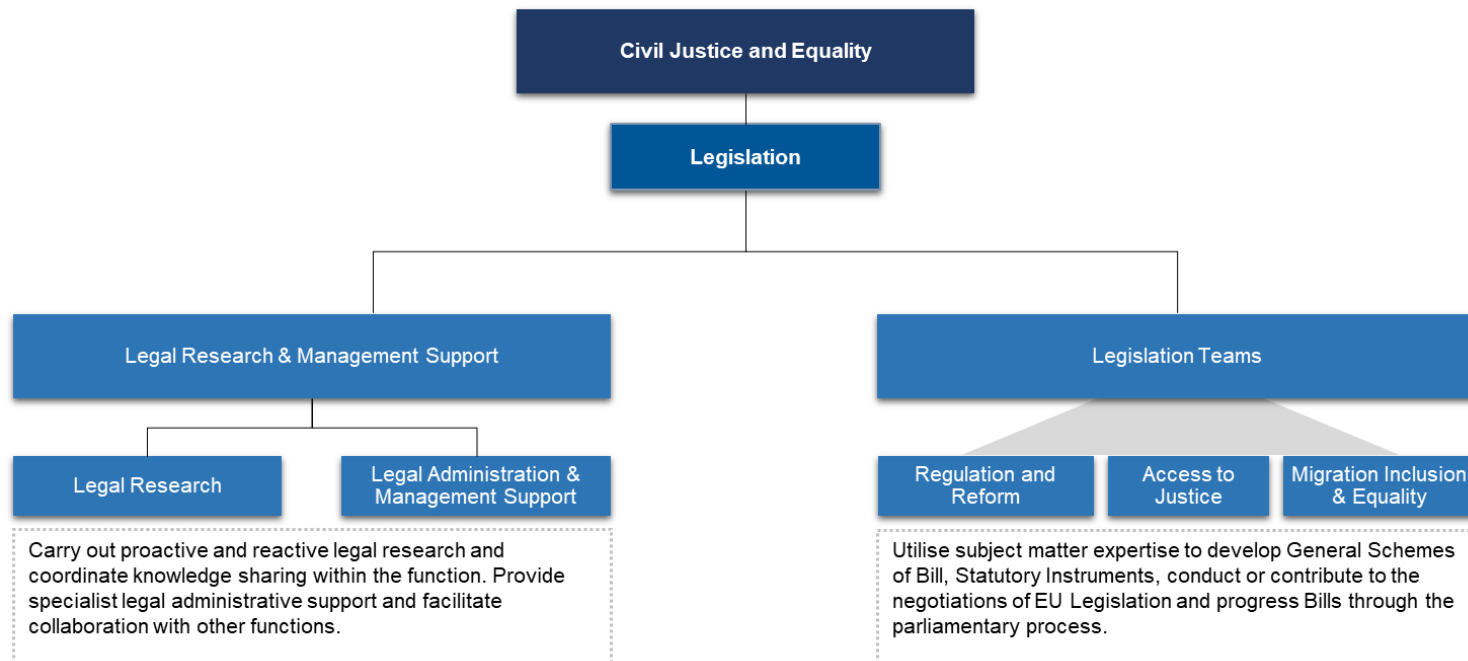 Civil Justice and Equality
Legislation
Legal Research & Management Support
Legislation Teams
Legal Research
Legal Administration &
Management Support
Regulation and
Reform
Access to
Justice
Migration Inclusion
& Equality
Carry out proactive and reactive legal research and
coordinate knowledge sharing within the function. Provide
specialist legal administrative support and facilitate
collaboration with other functions.
Utilise subject matter expertise to develop General Schemes
of Bill, Statutory Instruments, conduct or contribute to the
negotiations of EU Legislation and progress Bills through the
parliamentary process.